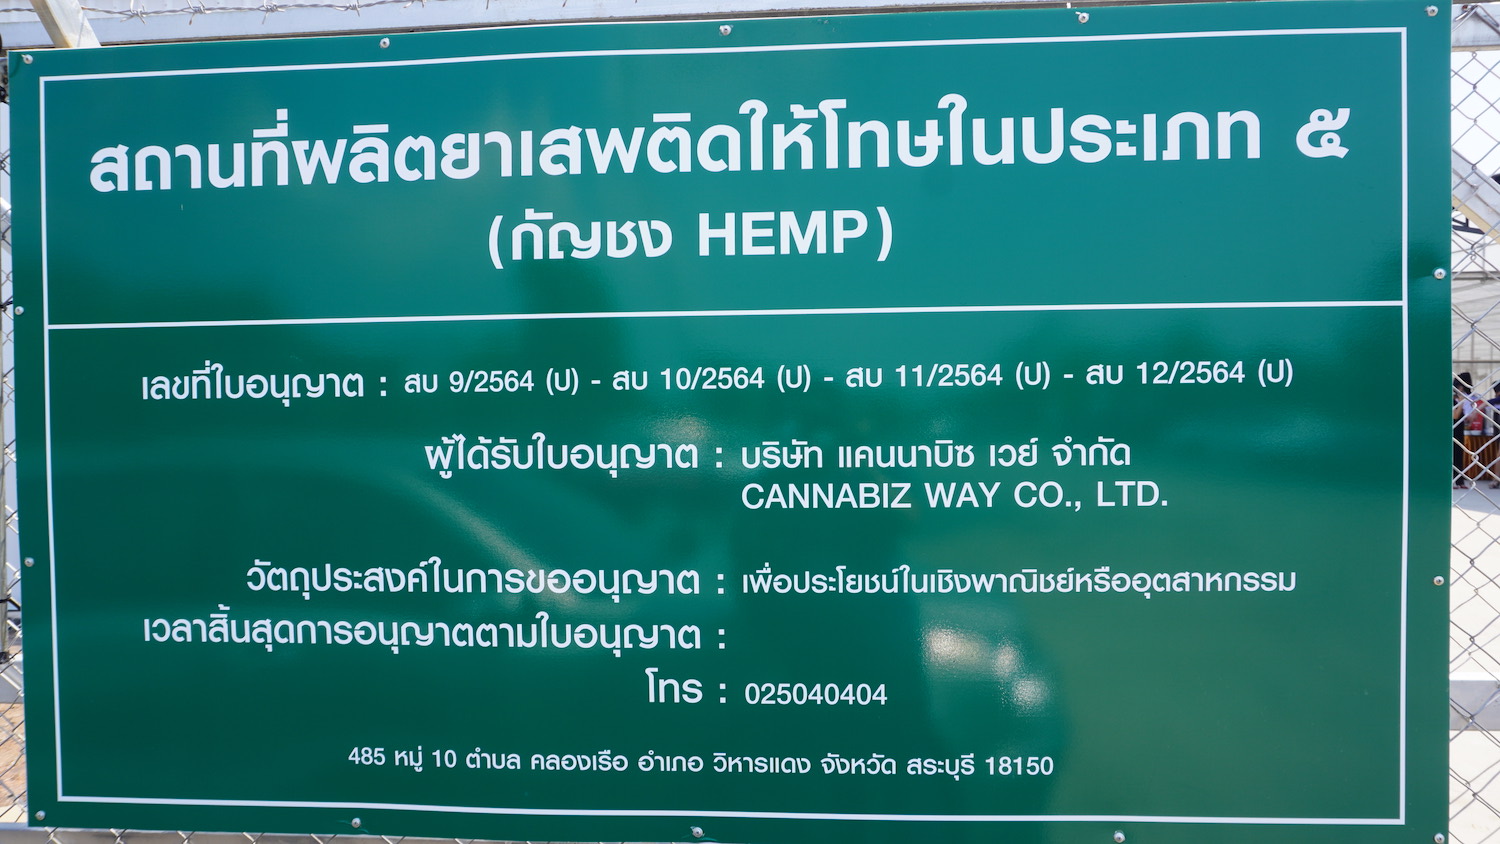 สถานที่ผลิตยาเสพติดให้โทษในประเภท ๕
(กัญชง HEMP)
เลขที่ใบอนุญาต : สบ 9/2564 (ป) - สบ 10/2564 (ป) - สบ 11/2564 (ป) - สบ 12/2564 (ป)
ผู้ได้รับใบอนุญาต : บริษัท แคนนาบิซ เวย์ จำกัด
CANNABIZ WAY CO., LTD.
วัตถุประสงค์ในการขออนุญาต : เพื่อประโยชน์ในเชิงพาณิชย์หรืออุตสาหกรรม
เวลาสิ้นสุดการอนุญาตตามใบอนุญาต :
โทร : 025040404
485 หมู่ 10 ตำบล คลองเรือ อำเภอ วิหารแดง จังหวัด สระบุรี 18150